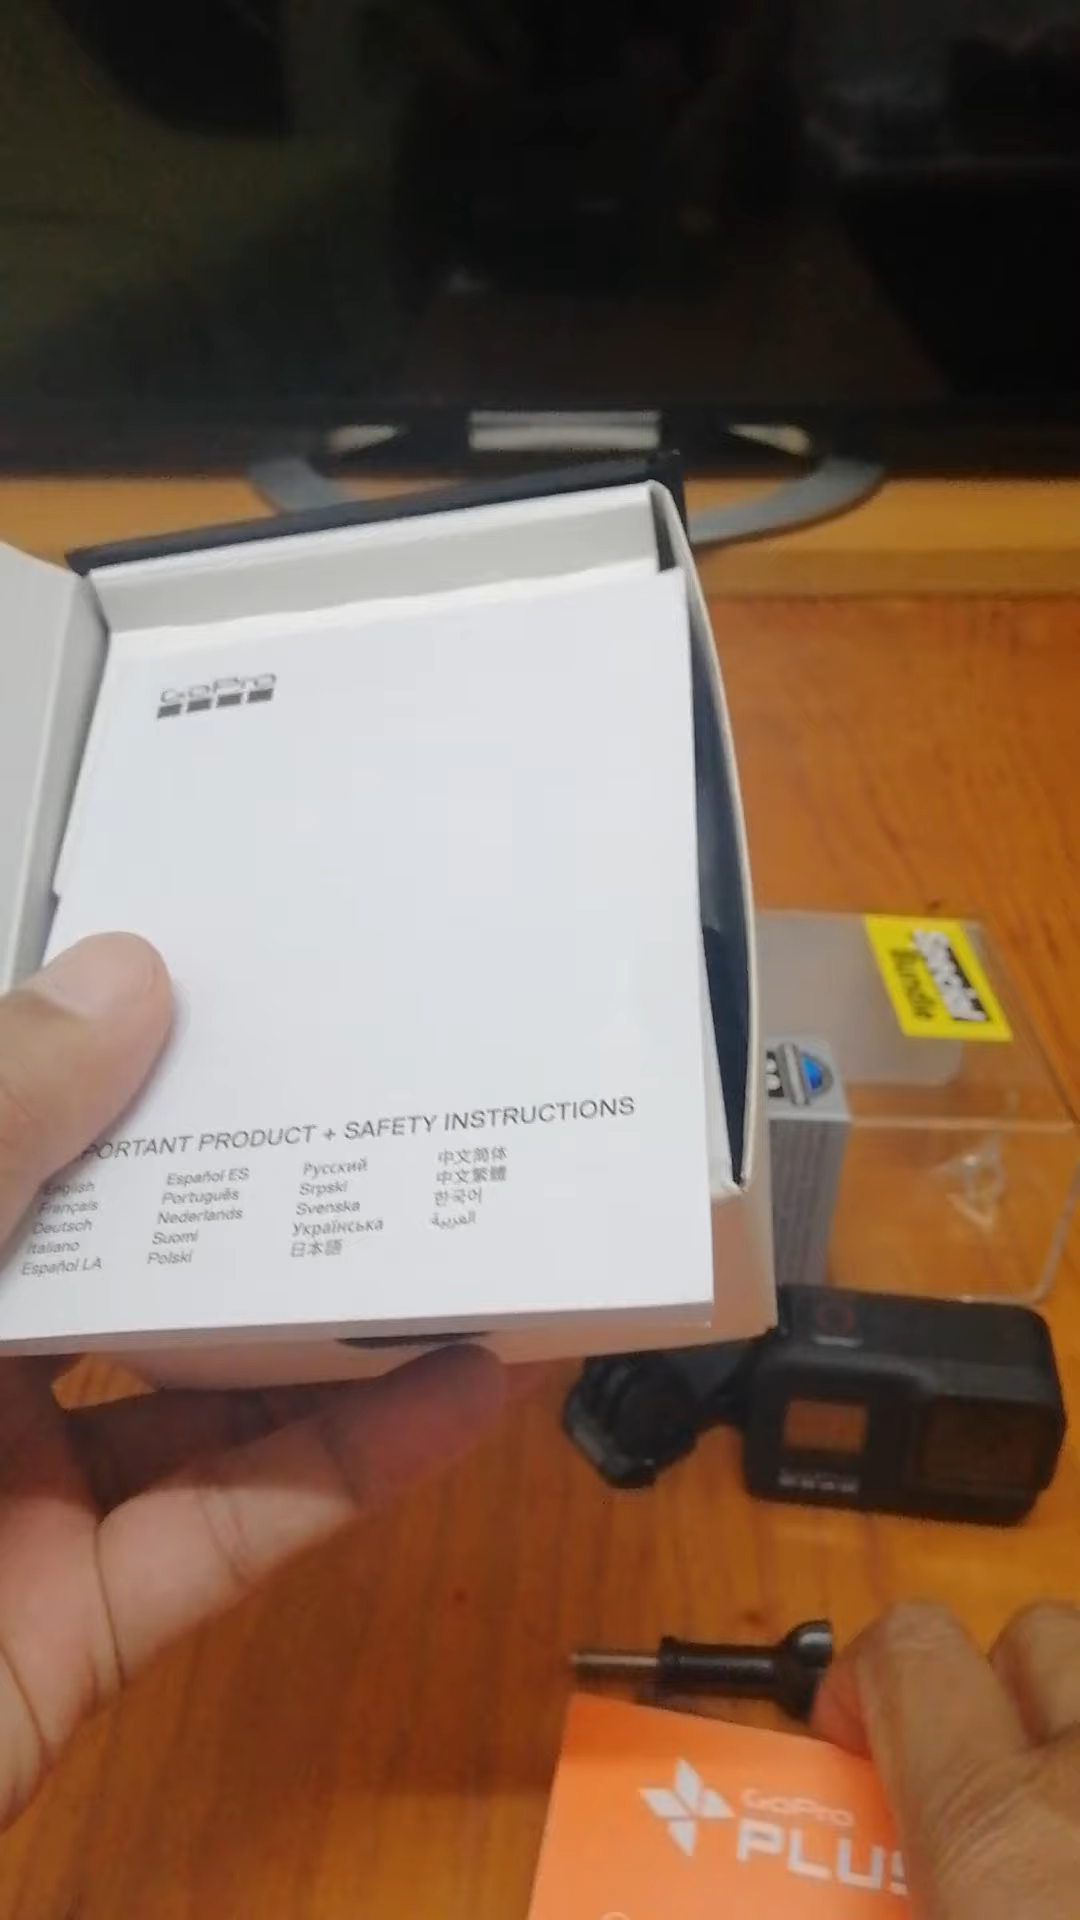 GoPro
Special
Bundle
PORTANT PRODUCT + SAFETY INSTRUCTIONS
English
Français
Deutsch
Italiano
Español LA
Español ES
Português
Nederlands
Suomi
Polski
Русский
Srpski
Svenska
Українська
日本語
中文简体
中文繁體
한국어
العربية
GoPro
PLUS